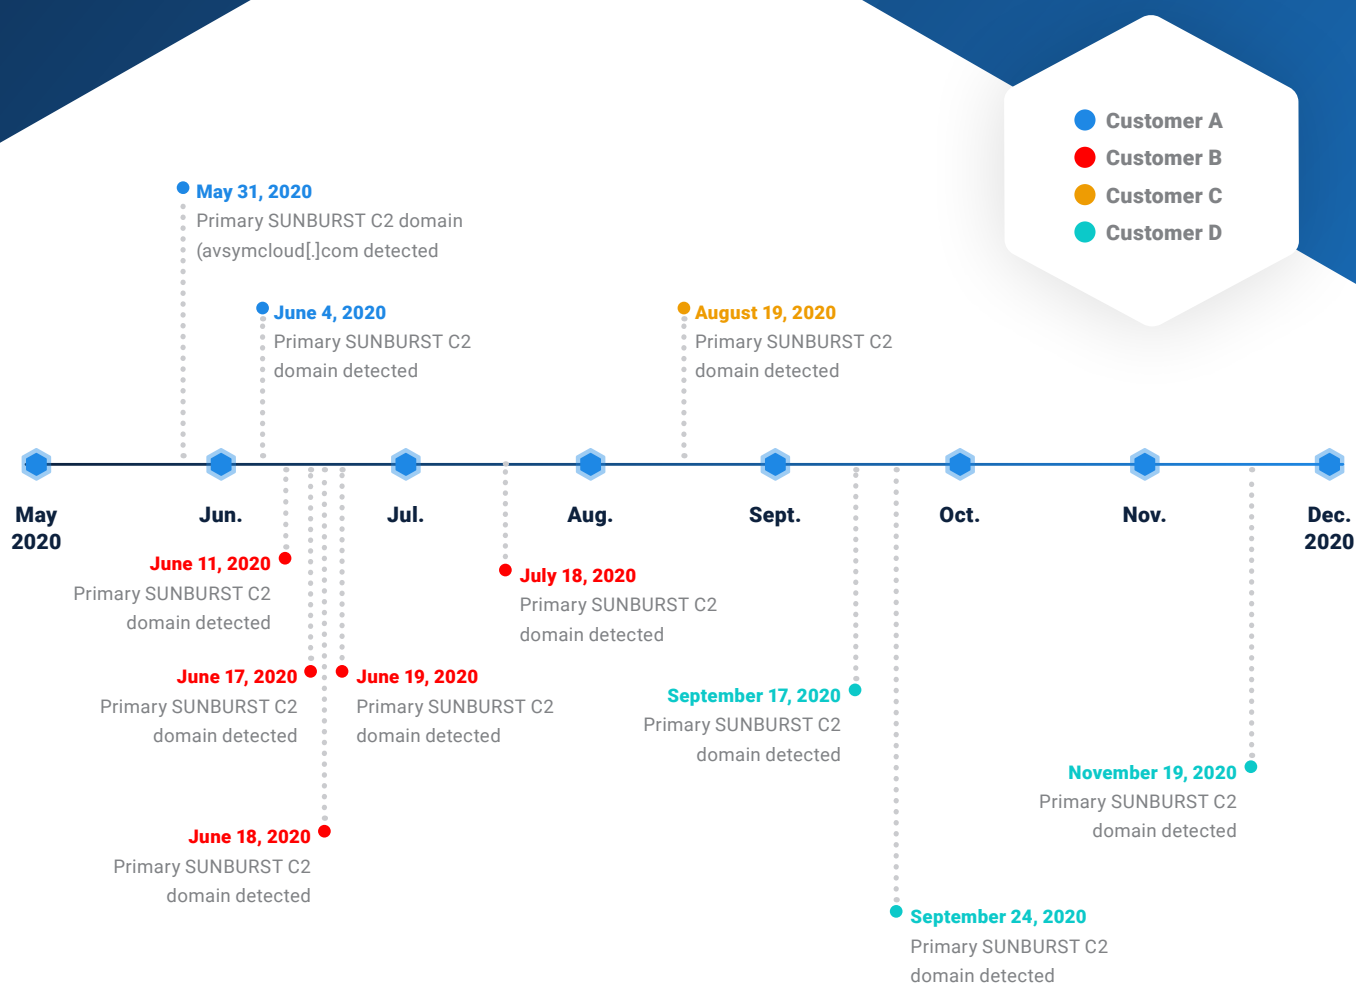 Customer A
Customer B
Customer C
Customer D
May 31, 2020
Primary SUNBURST C2 domain
(avsymcloud[.]com detected
June 4, 2020
Primary SUNBURST C2
domain detected
August 19, 2020
Primary SUNBURST C2
domain detected
May
2020
Jun.
Jul.
Aug.
Sept.
Oct.
Nov.
Dec.
2020
June 11, 2020
Primary SUNBURST C2
domain detected
July 18, 2020
Primary SUNBURST C2
domain detected
June 17, 2020
Primary SUNBURST C2
domain detected
June 19, 2020
Primary SUNBURST C2
domain detected
September 17, 2020
Primary SUNBURST C2
domain detected
November 19, 2020
Primary SUNBURST C2
domain detected
June 18, 2020
Primary SUNBURST C2
domain detected
September 24, 2020
Primary SUNBURST C2
domain detected